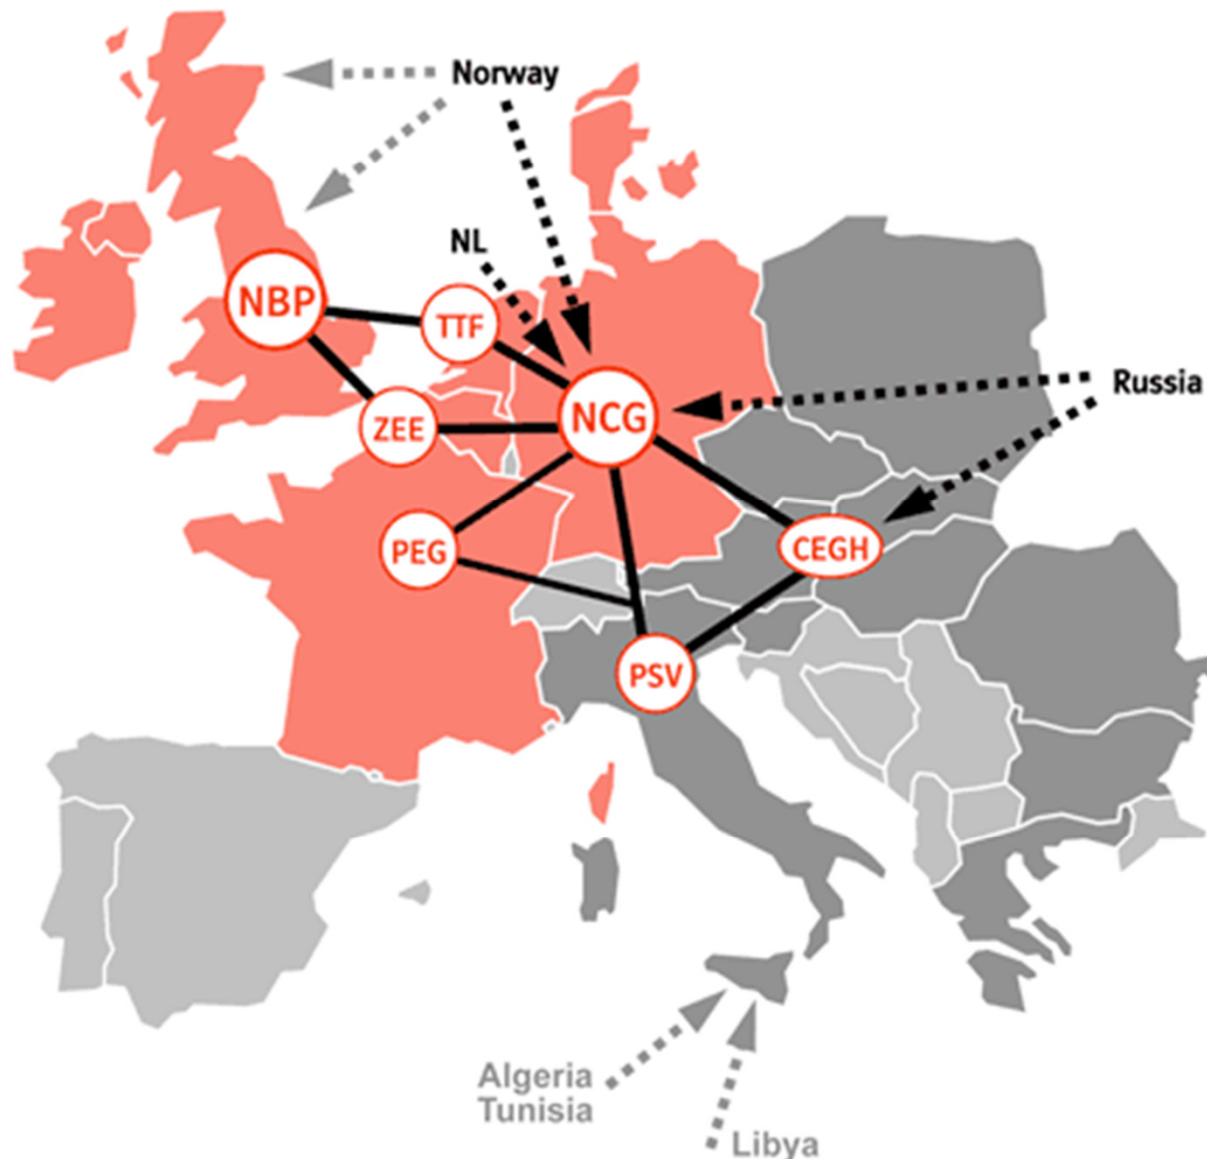 Norway
NL
NBP
TTF
Russia
ZEE
NCG
PEG
CEGH
PSV
Algeria
Tunisia
Libya